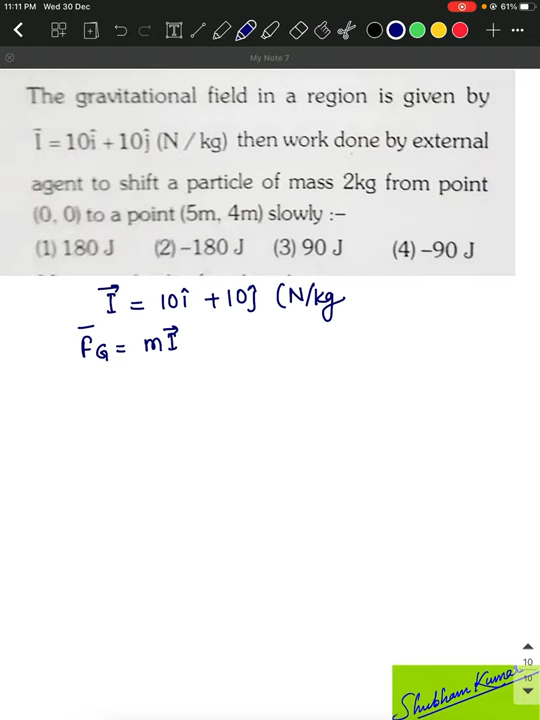 11:11 PM Wed 30 Dec
61%
My Note 7
The gravitational field in a region is given by
Ī = 10î + 10ĵ (N / kg) then work done by external
agent to shift a particle of mass 2kg from point
(0, 0) to a point (5m, 4m) slowly :–
(1) 180 J (2) –180 J (3) 90 J (4) –90 J
I⃗ = 10î + 10ĵ (N/kg
F̄G = mI⃗
10
10
Shubham Kumar